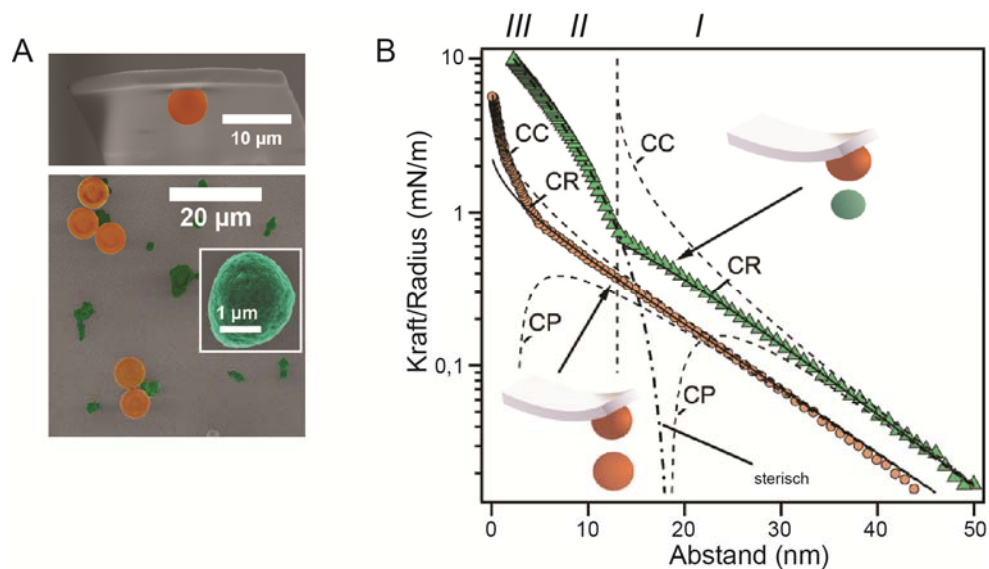 A
10 µm
20 µm
1 µm
B
III II I
10
1
0,1
Kraft/Radius (mN/m)
CC
CR
CP
CC
CR
CP
sterisch
0 10 20 30 40 50
Abstand (nm)